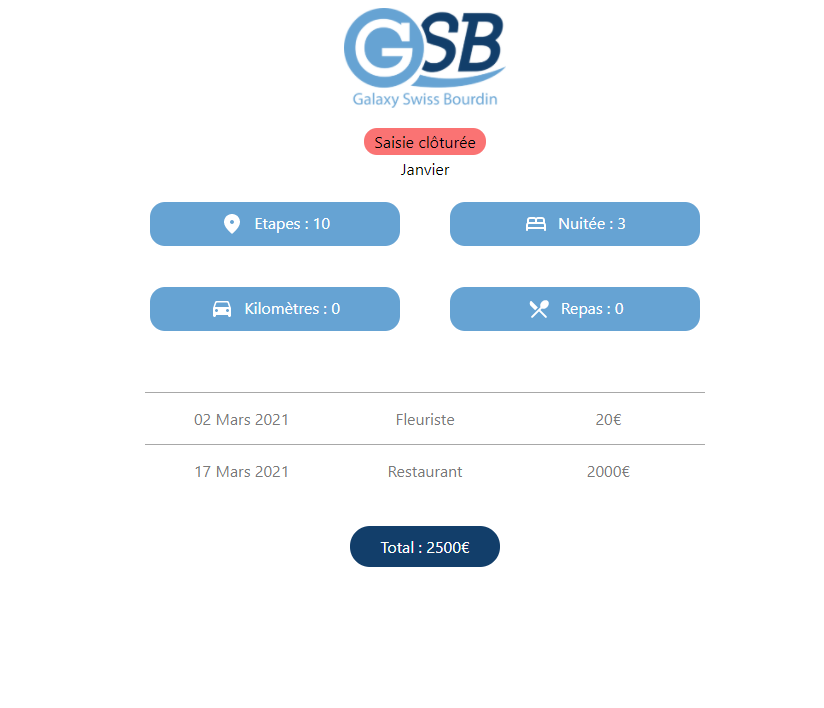 GSB
Galaxy Swiss Bourdin
Saisie clôturée
Janvier
Etapes : 10
Nuitée : 3
Kilomètres : 0
Repas : 0
02 Mars 2021 Fleuriste 20€
17 Mars 2021 Restaurant 2000€
Total : 2500€